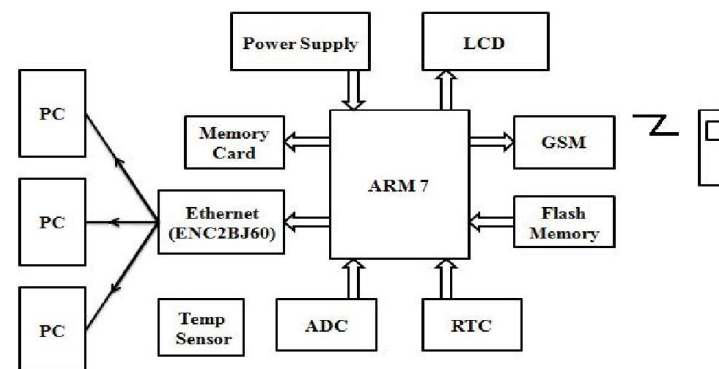 Power Supply
LCD
PC
Memory
Card
GSM
ARM 7
PC
Ethernet
(ENC2BJ60)
Flash
Memory
PC
Temp
Sensor
ADC
RTC